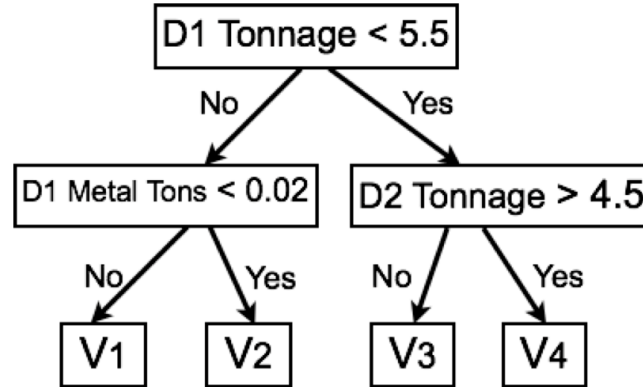 D1 Tonnage < 5.5
No
Yes
D1 Metal Tons < 0.02
D2 Tonnage > 4.5
No
Yes
No
Yes
V1
V2
V3
V4